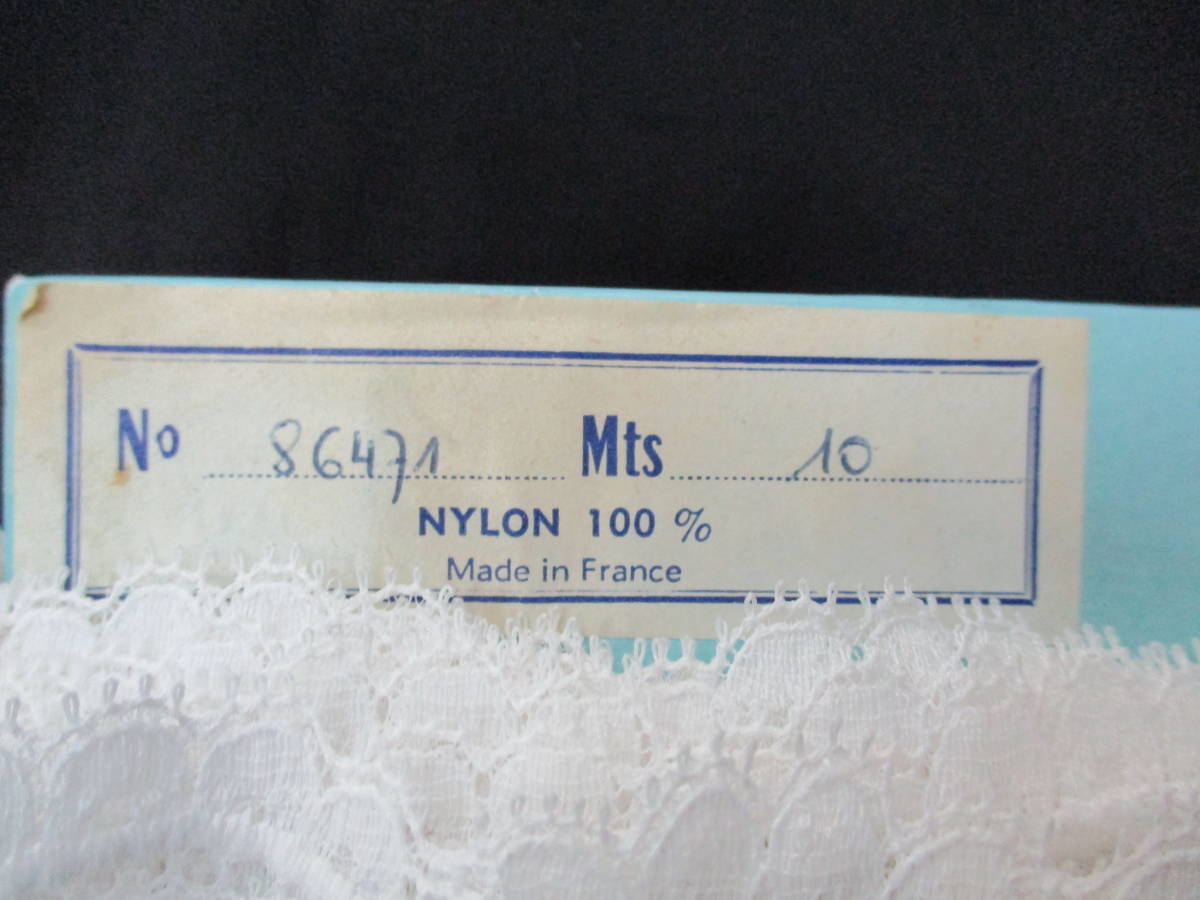 No 86471 Mts 10
NYLON 100 %
Made in France